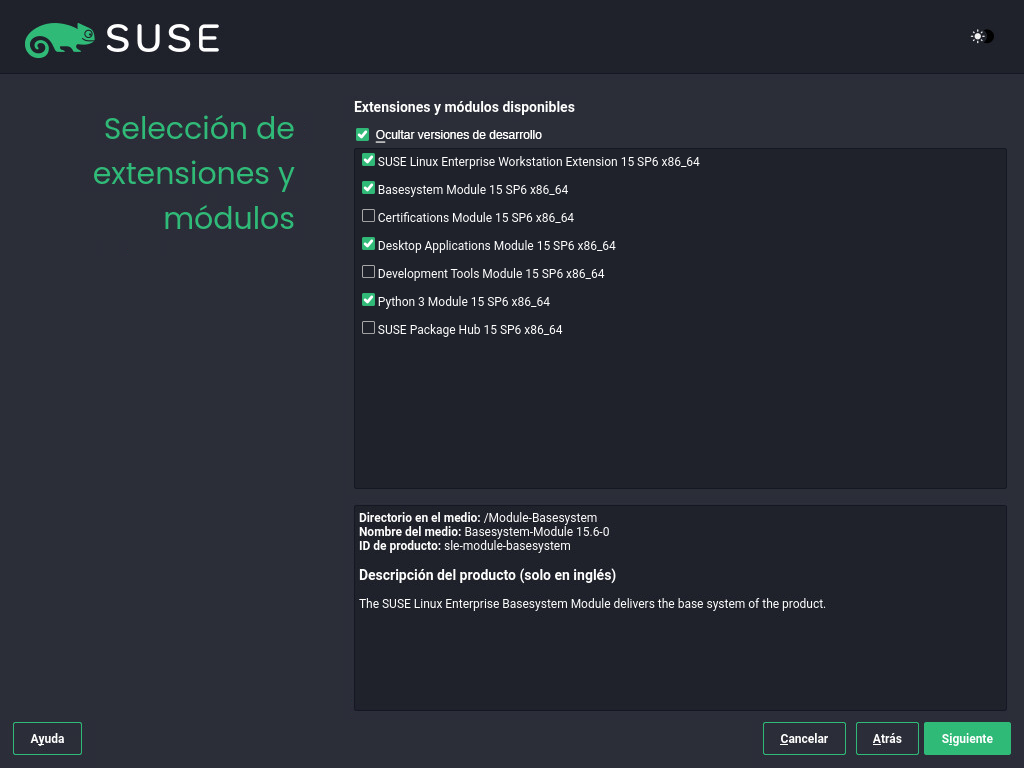 SUSE
Selección de
extensiones y
módulos
Extensiones y módulos disponibles
Ocultar versiones de desarrollo
SUSE Linux Enterprise Workstation Extension 15 SP6 x86_64
Basesystem Module 15 SP6 x86_64
Certifications Module 15 SP6 x86_64
Desktop Applications Module 15 SP6 x86_64
Development Tools Module 15 SP6 x86_64
Python 3 Module 15 SP6 x86_64
SUSE Package Hub 15 SP6 x86_64
Directorio en el medio: /Module-Basesystem
Nombre del medio: Basesystem-Module 15.6-0
ID de producto: sle-module-basesystem
Descripción del producto (solo en inglés)
The SUSE Linux Enterprise Basesystem Module delivers the base system of the product.
Ayuda
Cancelar
Atrás
Siguiente